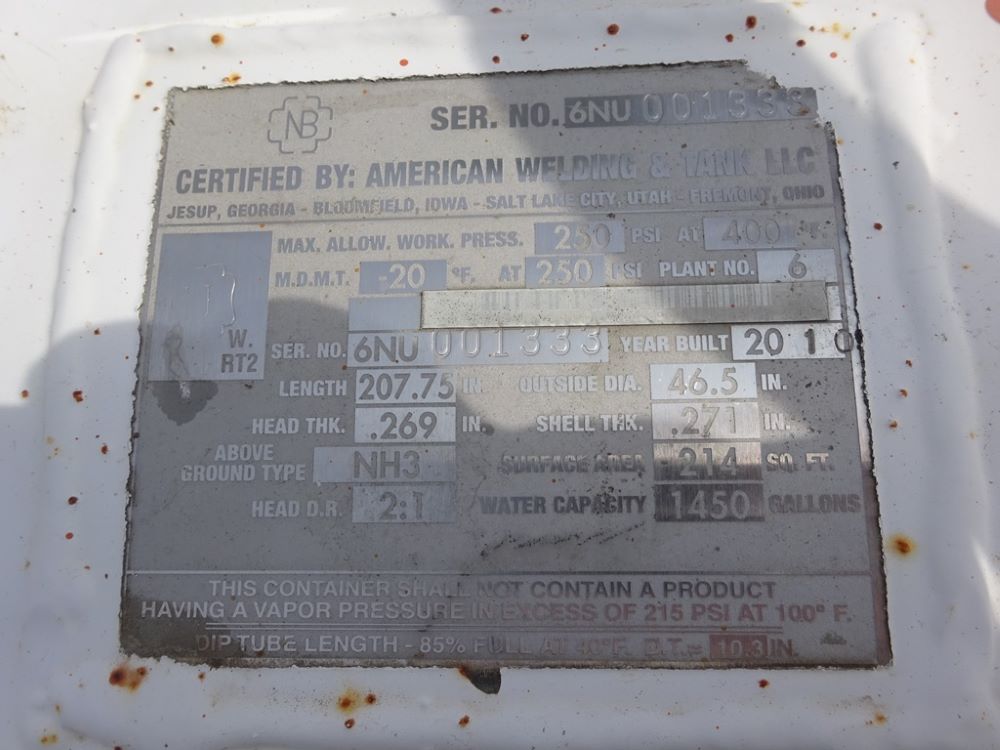 NB SER. NO. 6NU 001333
CERTIFIED BY: AMERICAN WELDING & TANK LLC
JESUP, GEORGIA - BLOOMFIELD, IOWA - SALT LAKE CITY, UTAH - FREMONT, OHIO
MAX. ALLOW. WORK. PRESS. 250 PSI AT 400 °F.
M.D.M.T. -20 °F. AT 250 PSI PLANT NO. 6
U
W.
RT2
SER. NO. 6NU 001333 YEAR BUILT 2010
LENGTH 207.75 IN. OUTSIDE DIA. 46.5 IN.
HEAD THK. .269 IN. SHELL THK. .271 IN.
ABOVE
GROUND TYPE NH3 SURFACE AREA 214 SQ. FT.
HEAD D.R. 2:1 WATER CAPACITY 1450 GALLONS
THIS CONTAINER SHALL NOT CONTAIN A PRODUCT
HAVING A VAPOR PRESSURE IN EXCESS OF 215 PSI AT 100° F.
DIP TUBE LENGTH - 85% FULL AT 40°F. D.T.= 10.3 IN.